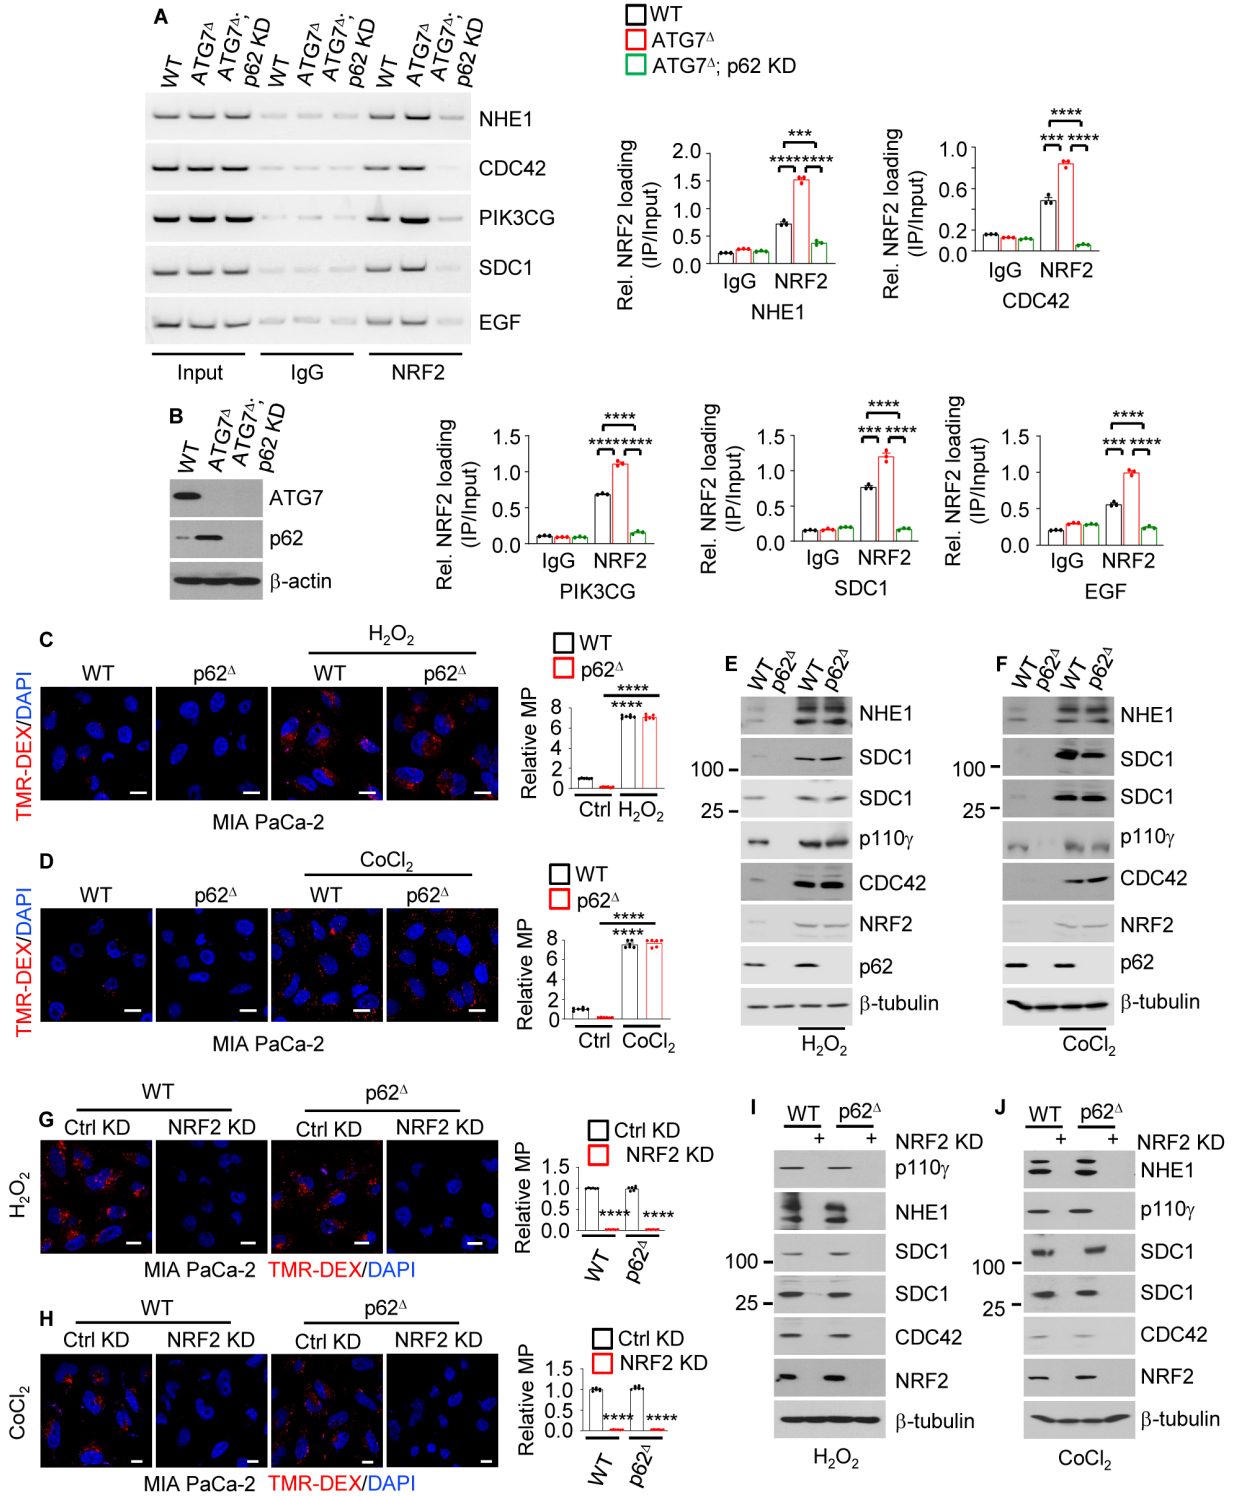 A
WT
ATG7Δ
ATG7Δ; p62 KD
WT
ATG7Δ
ATG7Δ; p62 KD
WT
ATG7Δ
ATG7Δ; p62 KD
NHE1
CDC42
PIK3CG
SDC1
EGF
Input
IgG
NRF2
WT
ATG7Δ
ATG7Δ; p62 KD
Rel. NRF2 loading
(IP/Input)
2.0
1.5
1.0
0.5
0.0
***
********
IgG
NRF2
NHE1
Rel. NRF2 loading
(IP/Input)
1.0
0.6
0.2
0.0
****
*** ****
IgG
NRF2
CDC42
B
WT
ATG7Δ
ATG7Δ; p62 KD
ATG7
p62
β-actin
Rel. NRF2 loading
(IP/Input)
1.5
1.0
0.5
0.0
****
********
IgG
NRF2
PIK3CG
Rel. NRF2 loading
(IP/Input)
1.5
1.0
0.5
0.0
****
*** ****
IgG
NRF2
SDC1
Rel. NRF2 loading
(IP/Input)
1.5
1.0
0.5
0.0
****
*** ****
IgG
NRF2
EGF
C
H2O2
WT
p62Δ
WT
p62Δ
TMR-DEX/DAPI
MIA PaCa-2
WT
p62Δ
Relative MP
8
6
4
2
0
****
****
Ctrl
H2O2
D
CoCl2
WT
p62Δ
WT
p62Δ
TMR-DEX/DAPI
MIA PaCa-2
WT
p62Δ
Relative MP
8
6
4
2
0
****
****
Ctrl
CoCl2
E
WT
p62Δ
WT
p62Δ
NHE1
SDC1
100
SDC1
25
p110γ
CDC42
NRF2
p62
β-tubulin
H2O2
F
WT
p62Δ
WT
p62Δ
NHE1
SDC1
100
SDC1
25
p110γ
CDC42
NRF2
p62
β-tubulin
CoCl2
G
WT
p62Δ
Ctrl KD
NRF2 KD
Ctrl KD
NRF2 KD
H2O2
MIA PaCa-2 TMR-DEX/DAPI
Ctrl KD
NRF2 KD
Relative MP
1.5
1.0
0.5
0.0
****
****
WT
p62Δ
H
WT
p62Δ
Ctrl KD
NRF2 KD
Ctrl KD
NRF2 KD
CoCl2
MIA PaCa-2 TMR-DEX/DAPI
Ctrl KD
NRF2 KD
Relative MP
1.5
1.0
0.5
0.0
****
****
WT
p62Δ
I
WT
p62Δ
+
+
NRF2 KD
p110γ
NHE1
SDC1
100
SDC1
25
CDC42
NRF2
β-tubulin
H2O2
J
WT
p62Δ
+
+
NRF2 KD
NHE1
p110γ
SDC1
100
SDC1
25
CDC42
NRF2
β-tubulin
CoCl2